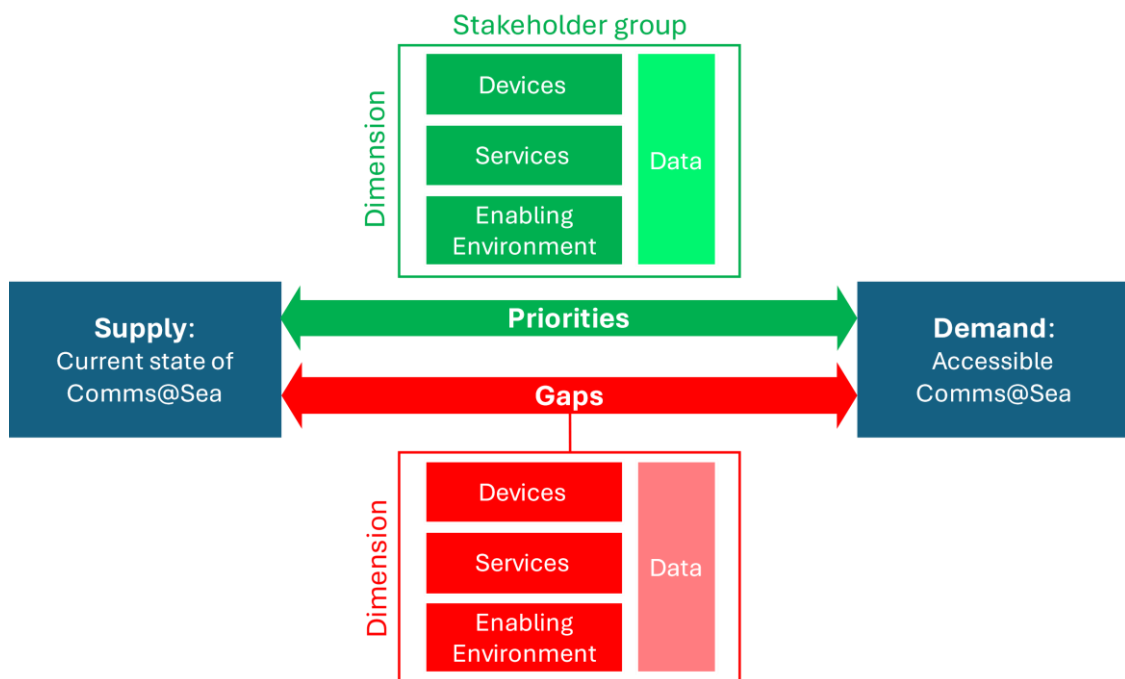 Stakeholder group
Dimension
Devices
Services
Data
Enabling
Environment
Supply:
Current state of
Comms@Sea
Priorities
Gaps
Demand:
Accessible
Comms@Sea
Dimension
Devices
Services
Data
Enabling
Environment